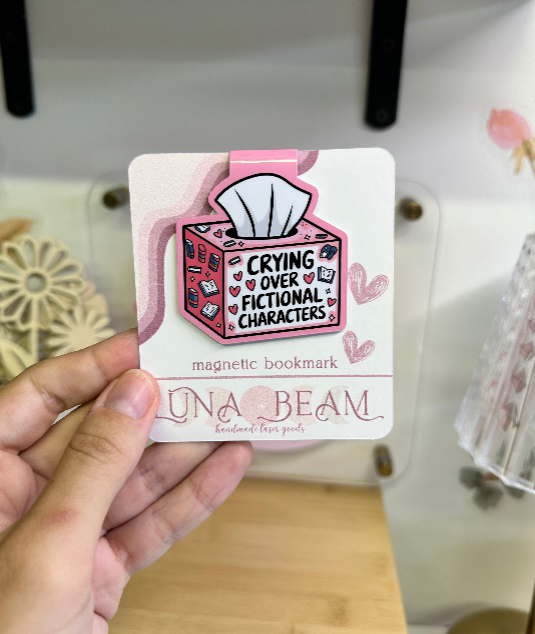 CRYING
OVER
FICTIONAL
CHARACTERS
magnetic bookmark
LUNA BEAM
handmade laser goods